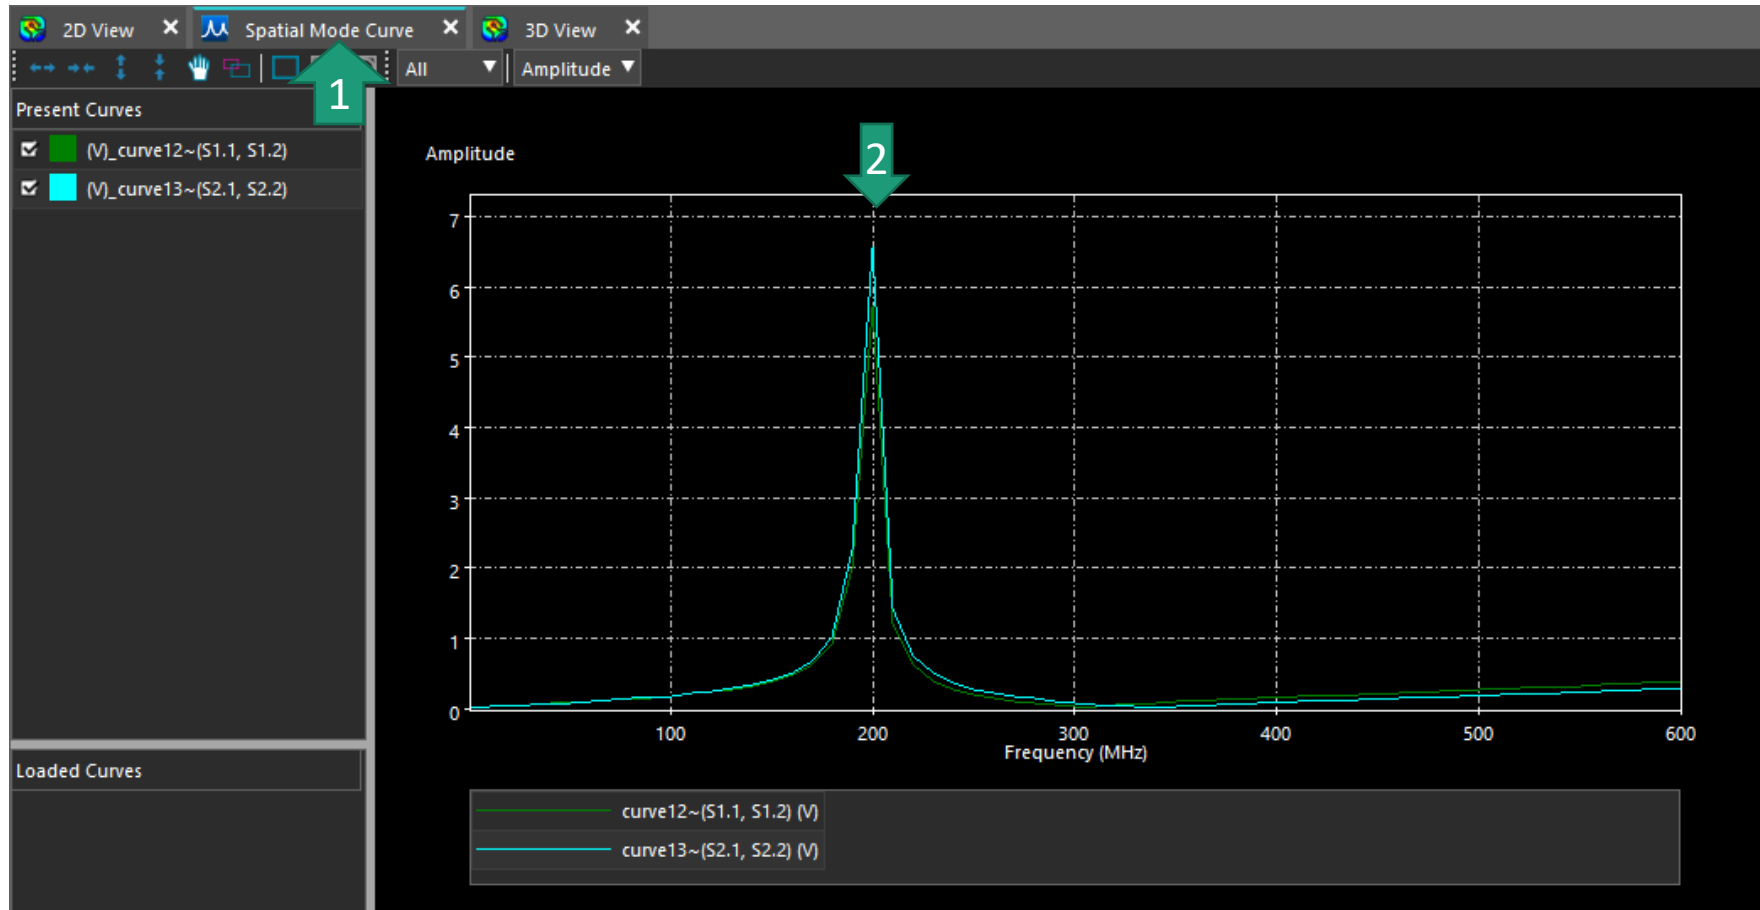 2D View
Spatial Mode Curve
3D View
All
Amplitude
1
Present Curves
(V)_curve12~(S1.1, S1.2)
(V)_curve13~(S2.1, S2.2)
Amplitude
2
7
6
5
4
3
2
1
0
100 200 300 400 500 600
Frequency (MHz)
Loaded Curves
curve12~(S1.1, S1.2) (V)
curve13~(S2.1, S2.2) (V)